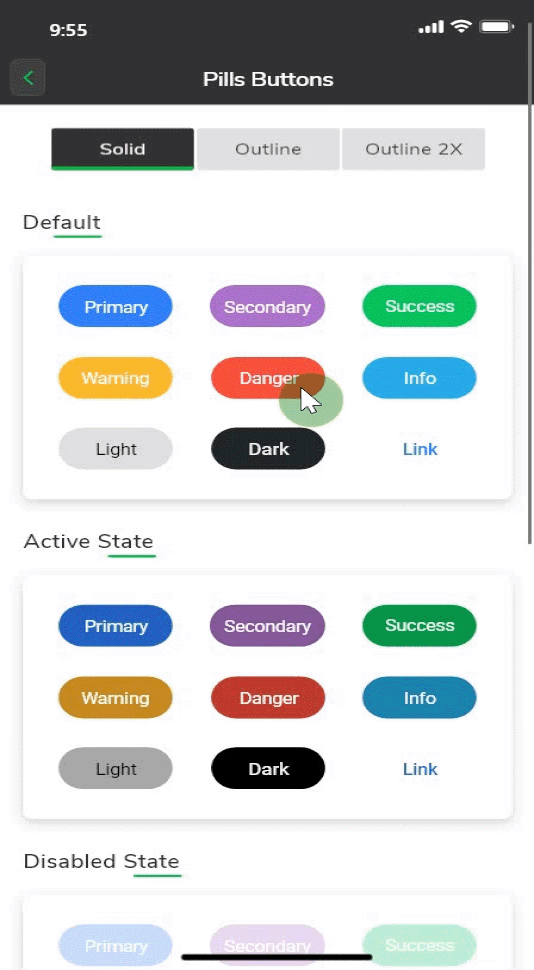 9:55
Pills Buttons
Solid Outline Outline 2X
Default
Primary Secondary Success
Warning Danger Info
Light Dark Link
Active State
Primary Secondary Success
Warning Danger Info
Light Dark Link
Disabled State
Primary Secondary Success